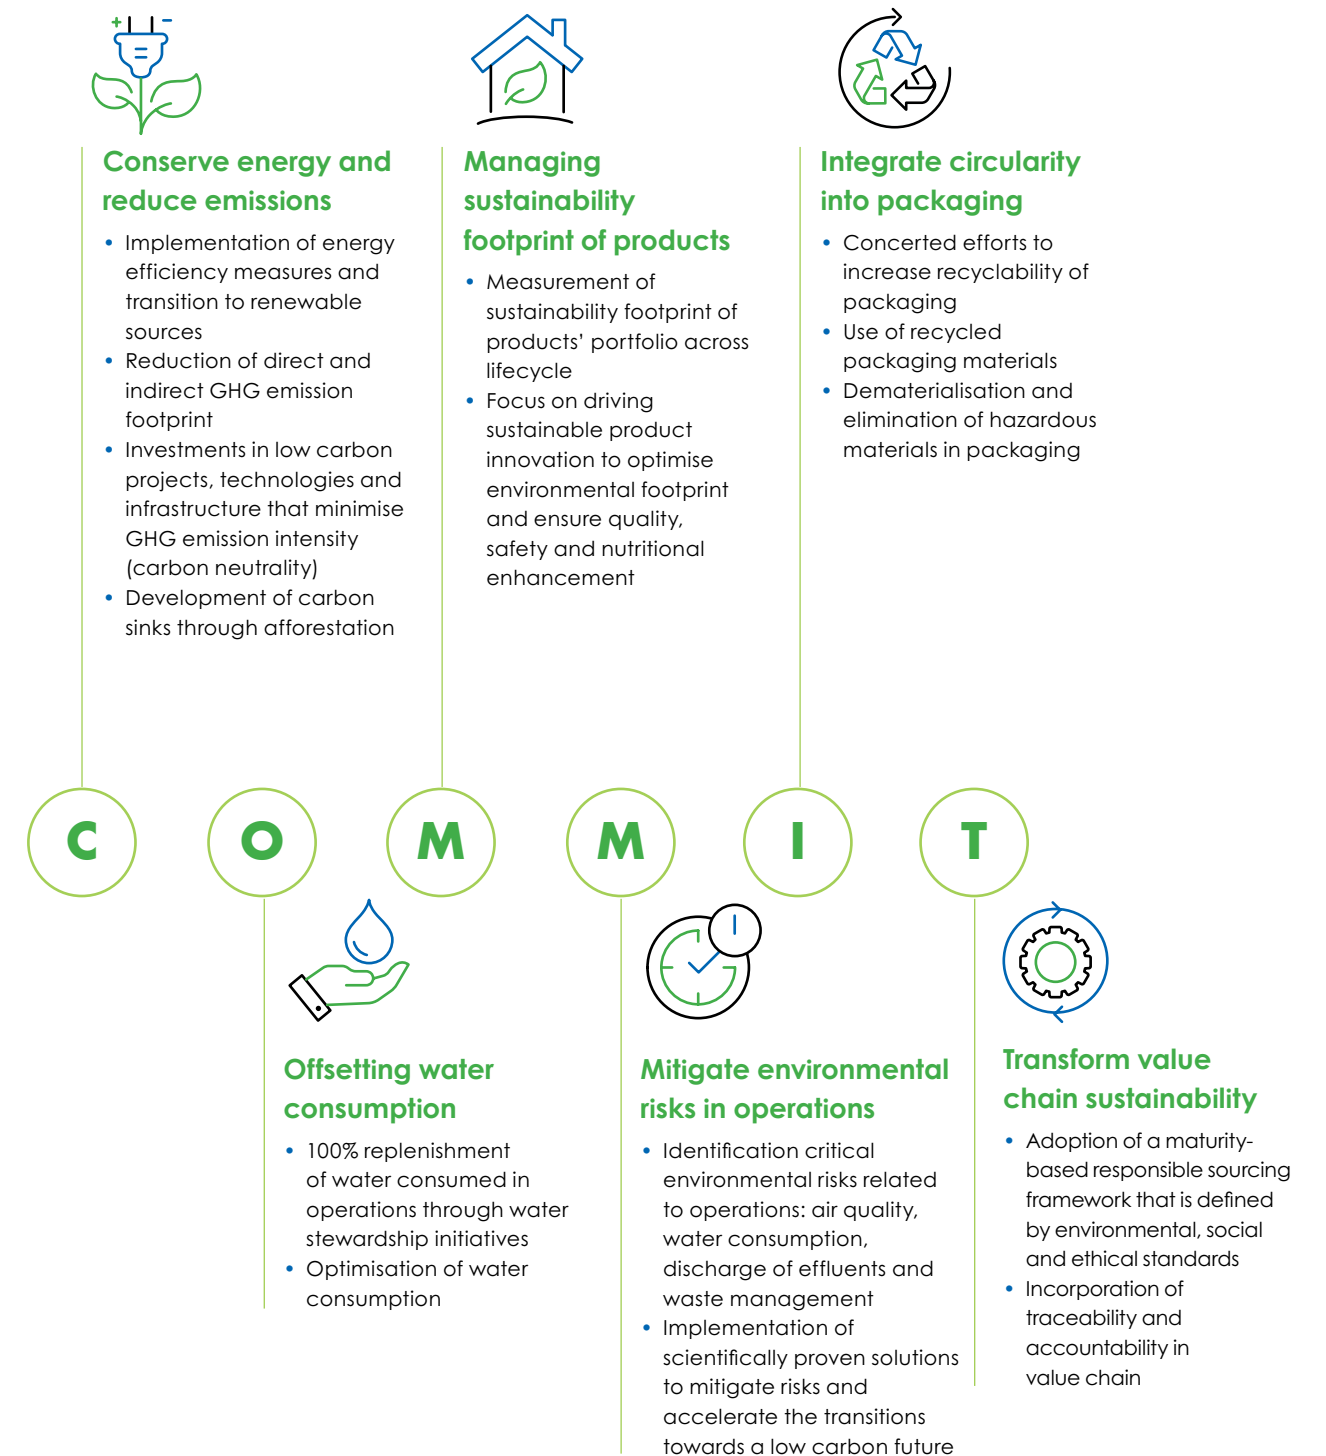 + –
Conserve energy and
reduce emissions
• Implementation of energy
efficiency measures and
transition to renewable
sources
• Reduction of direct and
indirect GHG emission
footprint
• Investments in low carbon
projects, technologies and
infrastructure that minimise
GHG emission intensity
(carbon neutrality)
• Development of carbon
sinks through afforestation
Managing
sustainability
footprint of products
• Measurement of
sustainability footprint of
products’ portfolio across
lifecycle
• Focus on driving
sustainable product
innovation to optimise
environmental footprint
and ensure quality,
safety and nutritional
enhancement
Integrate circularity
into packaging
• Concerted efforts to
increase recyclability of
packaging
• Use of recycled
packaging materials
• Dematerialisation and
elimination of hazardous
materials in packaging
C O M M I T
Offsetting water
consumption
• 100% replenishment
of water consumed in
operations through water
stewardship initiatives
• Optimisation of water
consumption
Mitigate environmental
risks in operations
• Identification critical
environmental risks related
to operations: air quality,
water consumption,
discharge of effluents and
waste management
• Implementation of
scientifically proven solutions
to mitigate risks and
accelerate the transitions
towards a low carbon future
Transform value
chain sustainability
• Adoption of a maturity-
based responsible sourcing
framework that is defined
by environmental, social
and ethical standards
• Incorporation of
traceability and
accountability in
value chain